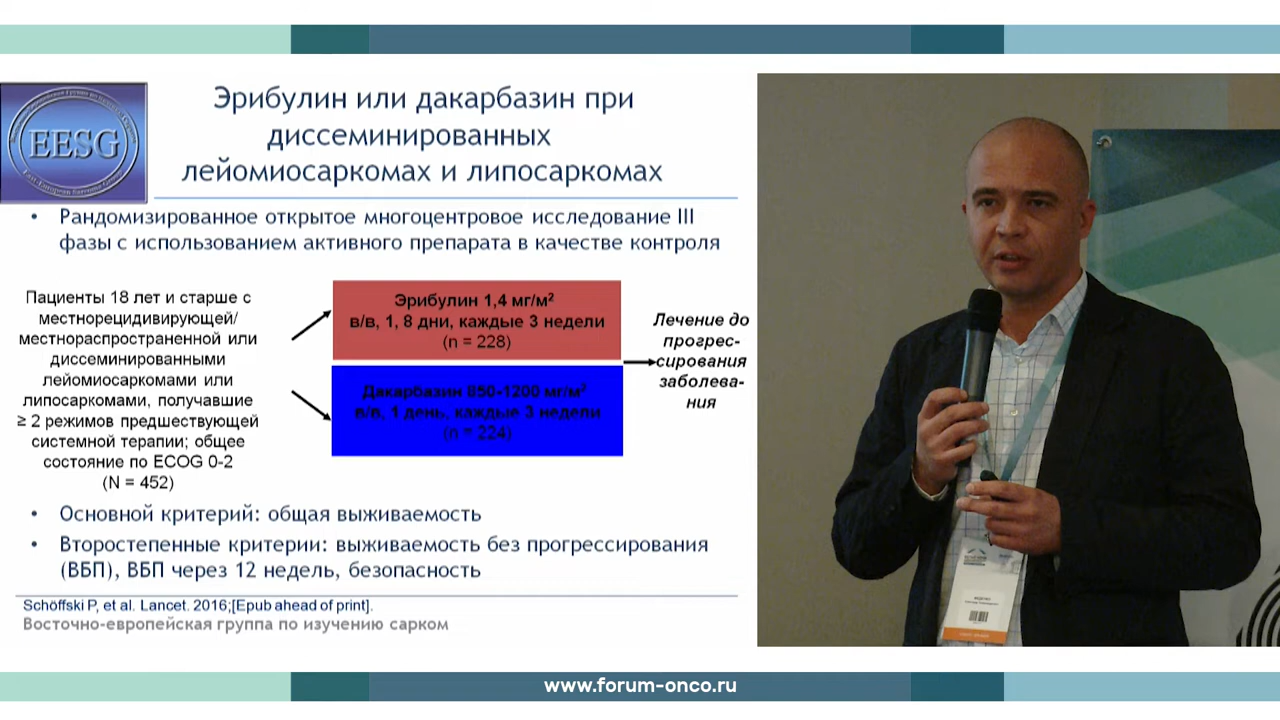 EESG
East-European Sarcoma Group
Эрибулин или дакарбазин при
диссеминированных
лейомиосаркомах и липосаркомах
• Рандомизированное открытое многоцентровое исследование III
фазы с использованием активного препарата в качестве контроля
Пациенты 18 лет и старше с
местнорецидивирующей/
местнораспространенной или
диссеминированными
лейомиосаркомами или
липосаркомами, получавшие
≥ 2 режимов предшествующей
системной терапии; общее
состояние по ECOG 0-2
(N = 452)
Эрибулин 1,4 мг/м²
в/в, 1, 8 дни, каждые 3 недели
(n = 228)
Дакарбазин 850-1200 мг/м²
в/в, 1 день, каждые 3 недели
(n = 224)
Лечение до
прогрес-
сирования
заболева-
ния
• Основной критерий: общая выживаемость
• Второстепенные критерии: выживаемость без прогрессирования
(ВБП), ВБП через 12 недель, безопасность
Schöffski P, et al. Lancet. 2016;[Epub ahead of print].
Восточно-европейская группа по изучению сарком
www.forum-onco.ru